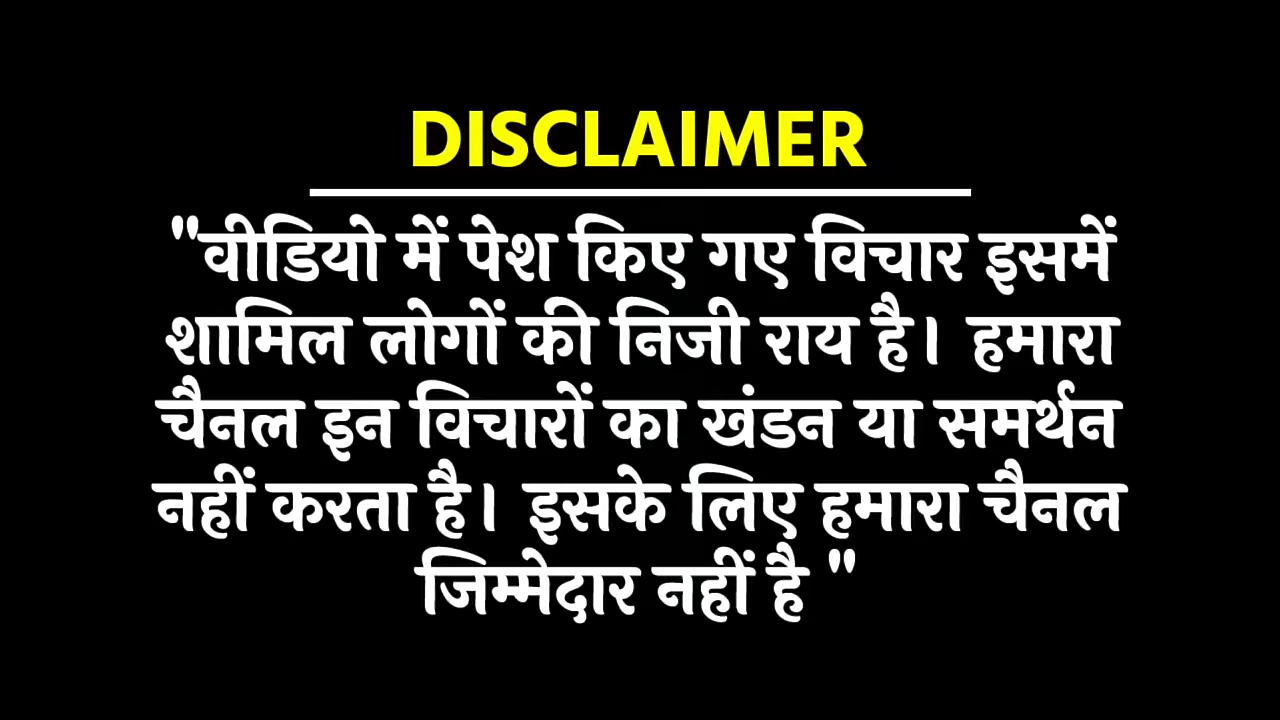 DISCLAIMER
"वीडियो में पेश किए गए विचार इसमें
शामिल लोगों की निजी राय है। हमारा
चैनल इन विचारों का खंडन या समर्थन
नहीं करता है। इसके लिए हमारा चैनल
जिम्मेदार नहीं है "